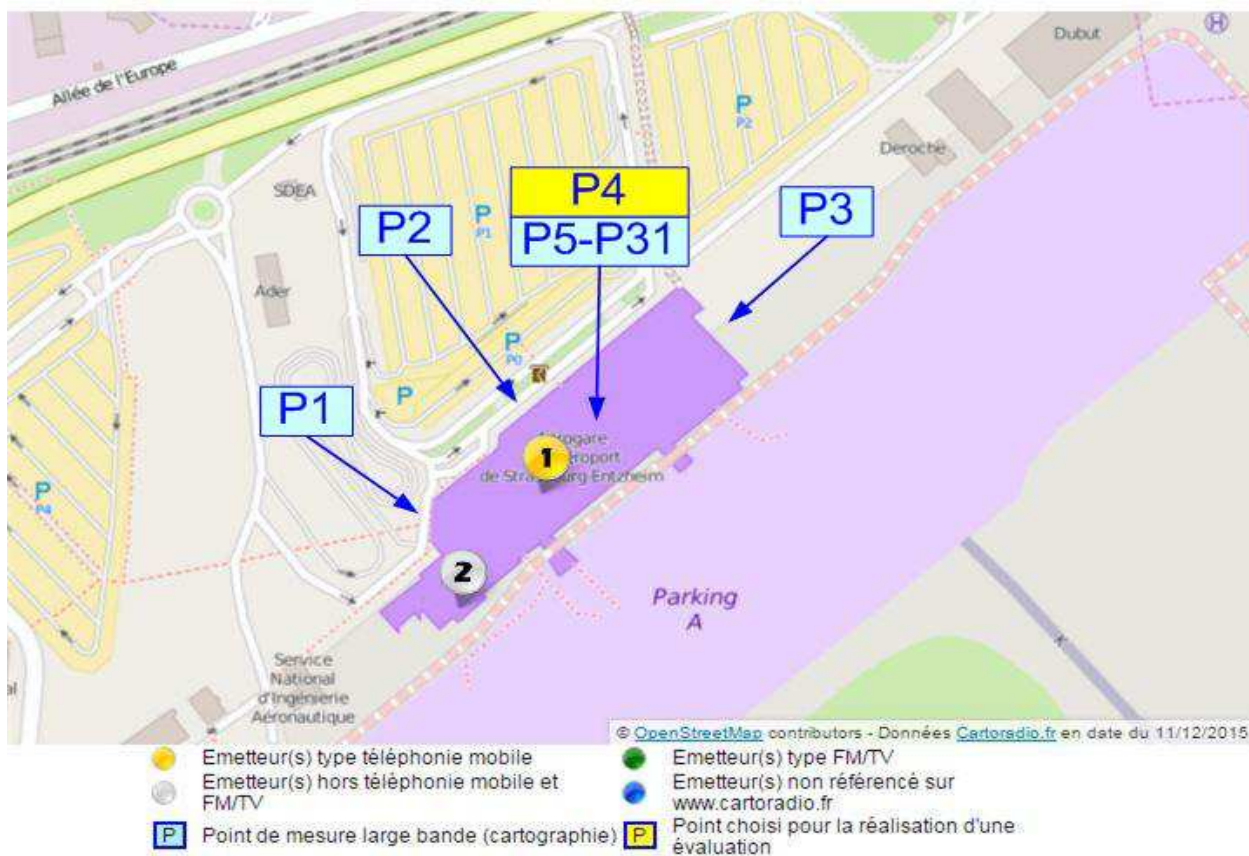 Allée de l'Europe
Dubut
H
P
P2
Deroche
SDEA
P4
P5-P31
P3
P2
P
P1
Ader
P
P0
P
P1
1
de Strasbourg Entzheim
P
P4
2
Parking
A
K
Service
National
d'Ingénierie
Aéronautique
al
© OpenStreetMap contributors - Données Cartoradio.fr en date du 11/12/2015
Emetteur(s) type téléphonie mobile
Emetteur(s) type FM/TV
Emetteur(s) hors téléphonie mobile et
FM/TV
Emetteur(s) non référencé sur
www.cartoradio.fr
P Point de mesure large bande (cartographie)
P Point choisi pour la réalisation d'une
évaluation